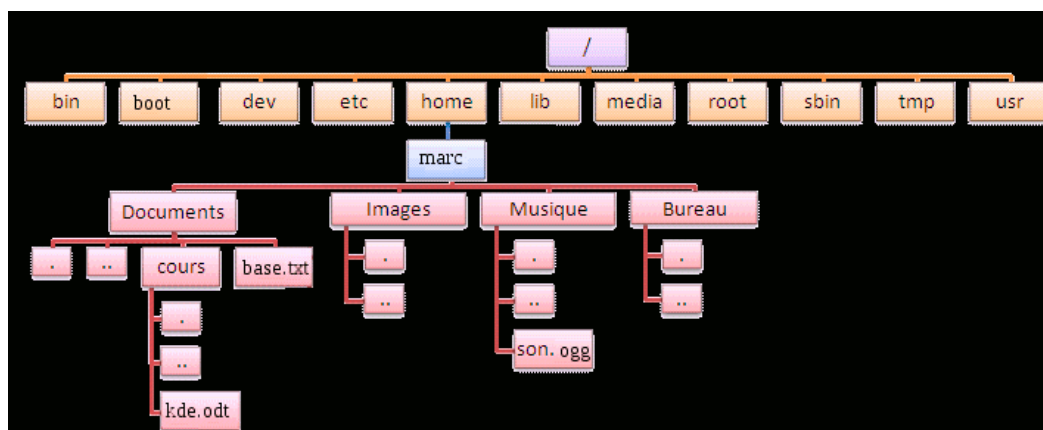 /
bin boot dev etc home lib media root sbin tmp usr
marc
Documents Images Musique Bureau
. .. cours base.txt . . .
.. .. ..
. 
.. son. ogg
kde.odt